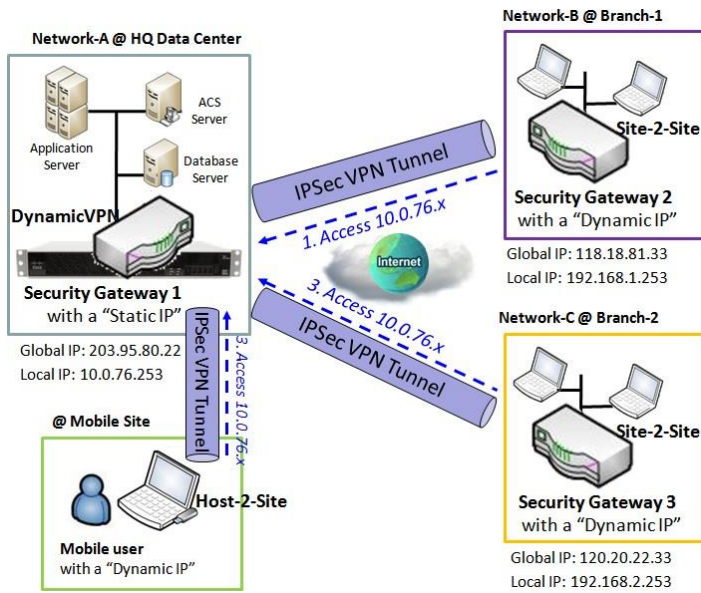 Network-A @ HQ Data Center
Application
Server
ACS
Server
Database
Server
DynamicVPN
Security Gateway 1
with a “Static IP”
Global IP: 203.95.80.22
Local IP: 10.0.76.253
IPSec VPN Tunnel
1. Access 10.0.76.x
Internet
3. Access 10.0.76.x
IPSec VPN Tunnel
IPSec VPN Tunnel
3. Access 10.0.76.x
Network-B @ Branch-1
Site-2-Site
Security Gateway 2
with a “Dynamic IP”
Global IP: 118.18.81.33
Local IP: 192.168.1.253
Network-C @ Branch-2
Site-2-Site
Security Gateway 3
with a “Dynamic IP”
Global IP: 120.20.22.33
Local IP: 192.168.2.253
@ Mobile Site
Host-2-Site
Mobile user
with a “Dynamic IP”